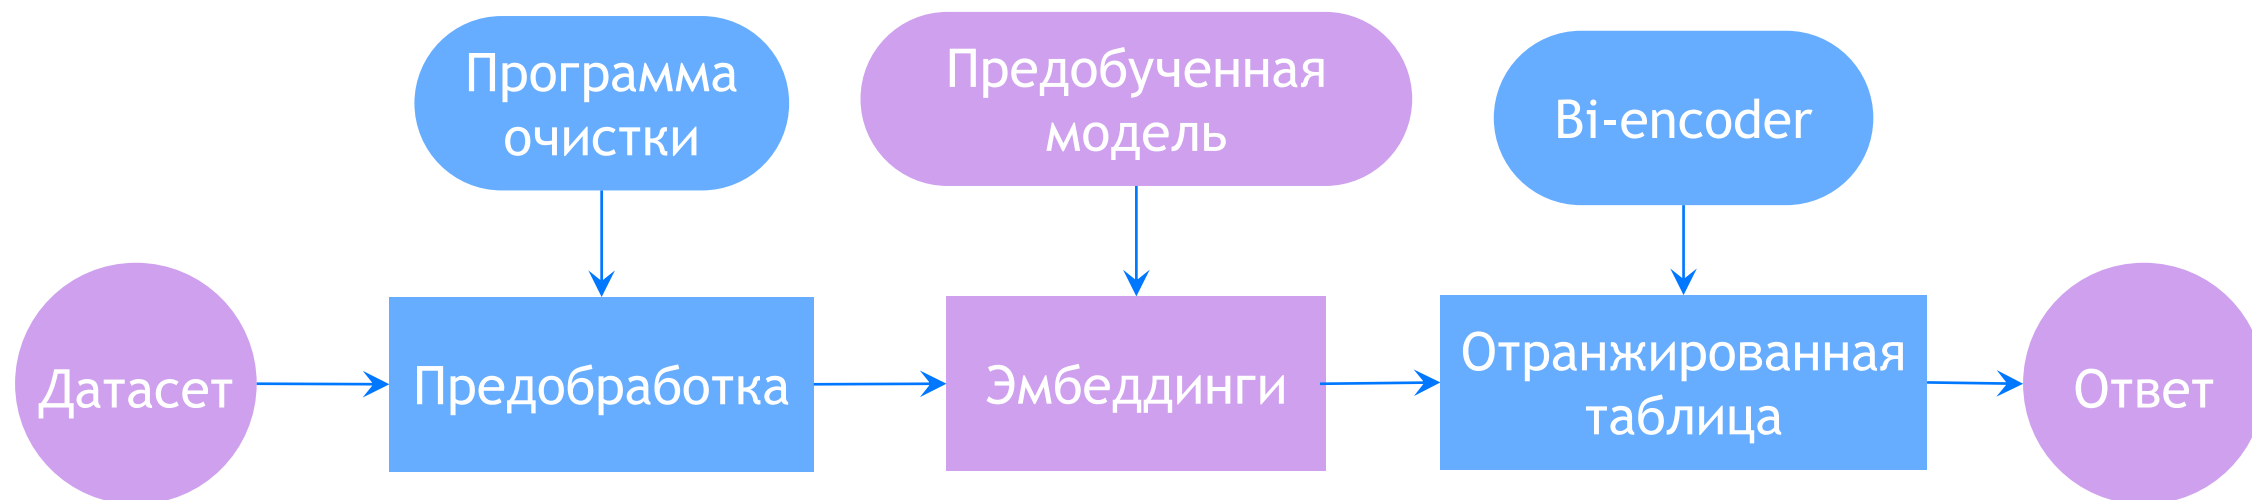 Программа
очистки
Предобученная
модель
Bi-encoder
Датасет
Предобработка
Эмбеддинги
Отранжированная
таблица
Ответ